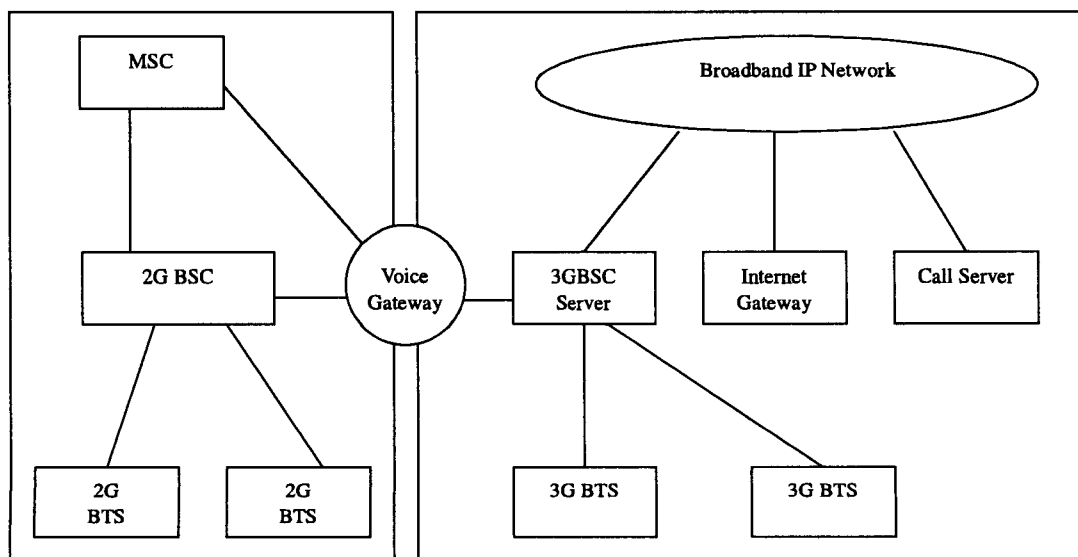 MSC
Broadband IP Network
2G BSC
Voice
Gateway
3GBSC
Server
Internet
Gateway
Call Server
2G
BTS
2G
BTS
3G BTS
3G BTS